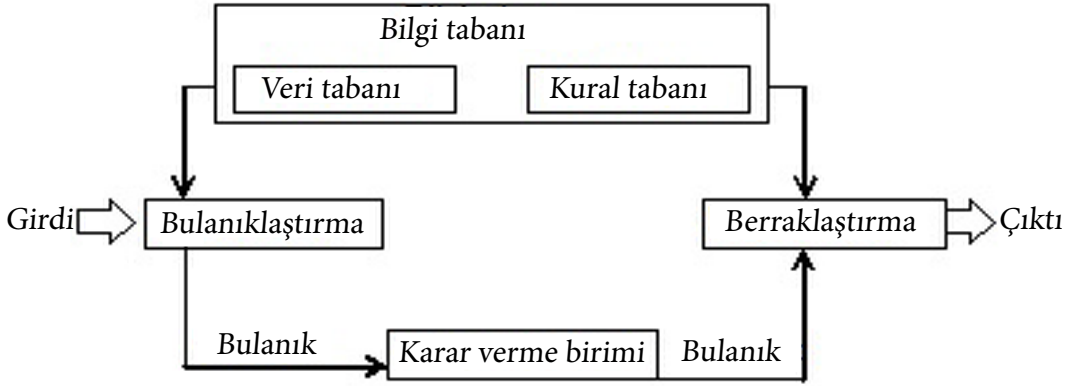 Bilgi tabanı
Veri tabanı
Kural tabanı
Girdi
Bulanıklaştırma
Berraklaştırma
Çıktı
Bulanık
Karar verme birimi
Bulanık